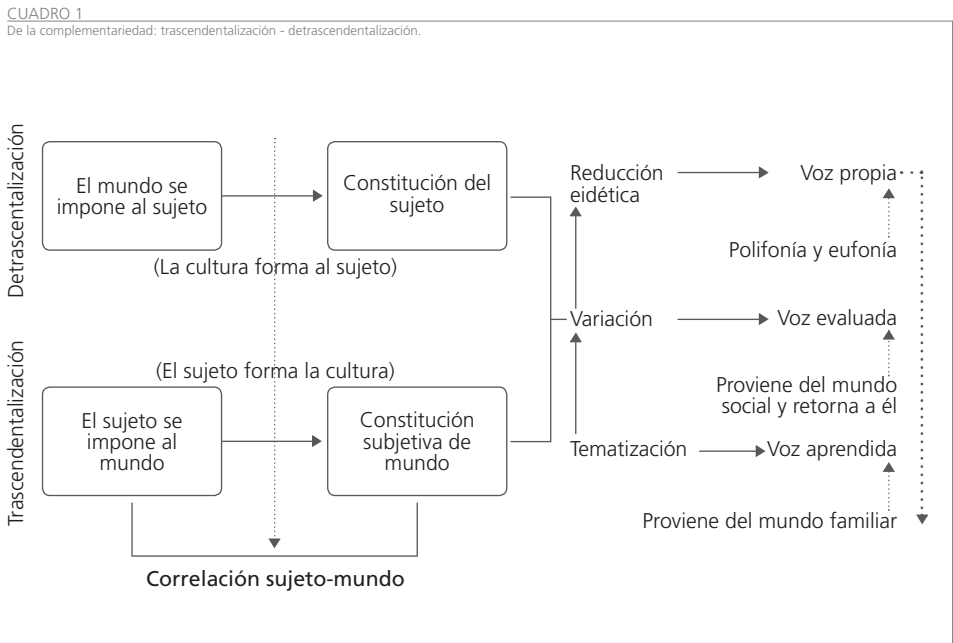 CUADRO 1
De la complementariedad: trascendentalización - detrascendentalización.
Detrascentalización
El mundo se
impone al sujeto
Constitución del
sujeto
(La cultura forma al sujeto)
Reducción
eidética
Voz propia
Polifonía y eufonía
Variación
Voz evaluada
Proviene del mundo
social y retorna a él
Trascendentalización
(El sujeto forma la cultura)
El sujeto se
impone al
mundo
Constitución
subjetiva de
mundo
Tematización
Voz aprendida
Proviene del mundo familiar
Correlación sujeto-mundo